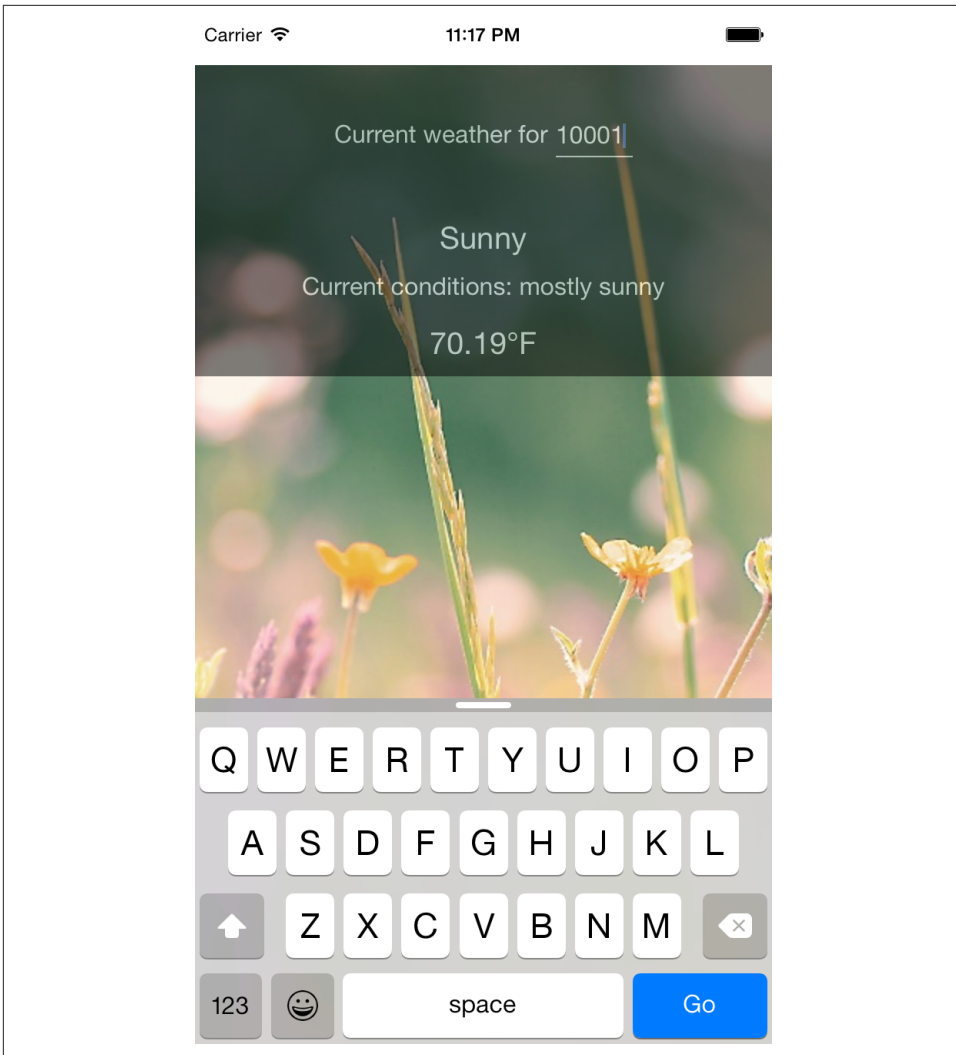 Carrier 11:17 PM
Current weather for 10001
Sunny
Current conditions: mostly sunny
70.19°F
Q W E R T Y U I O P
A S D F G H J K L
Z X C V B N M
123 space Go